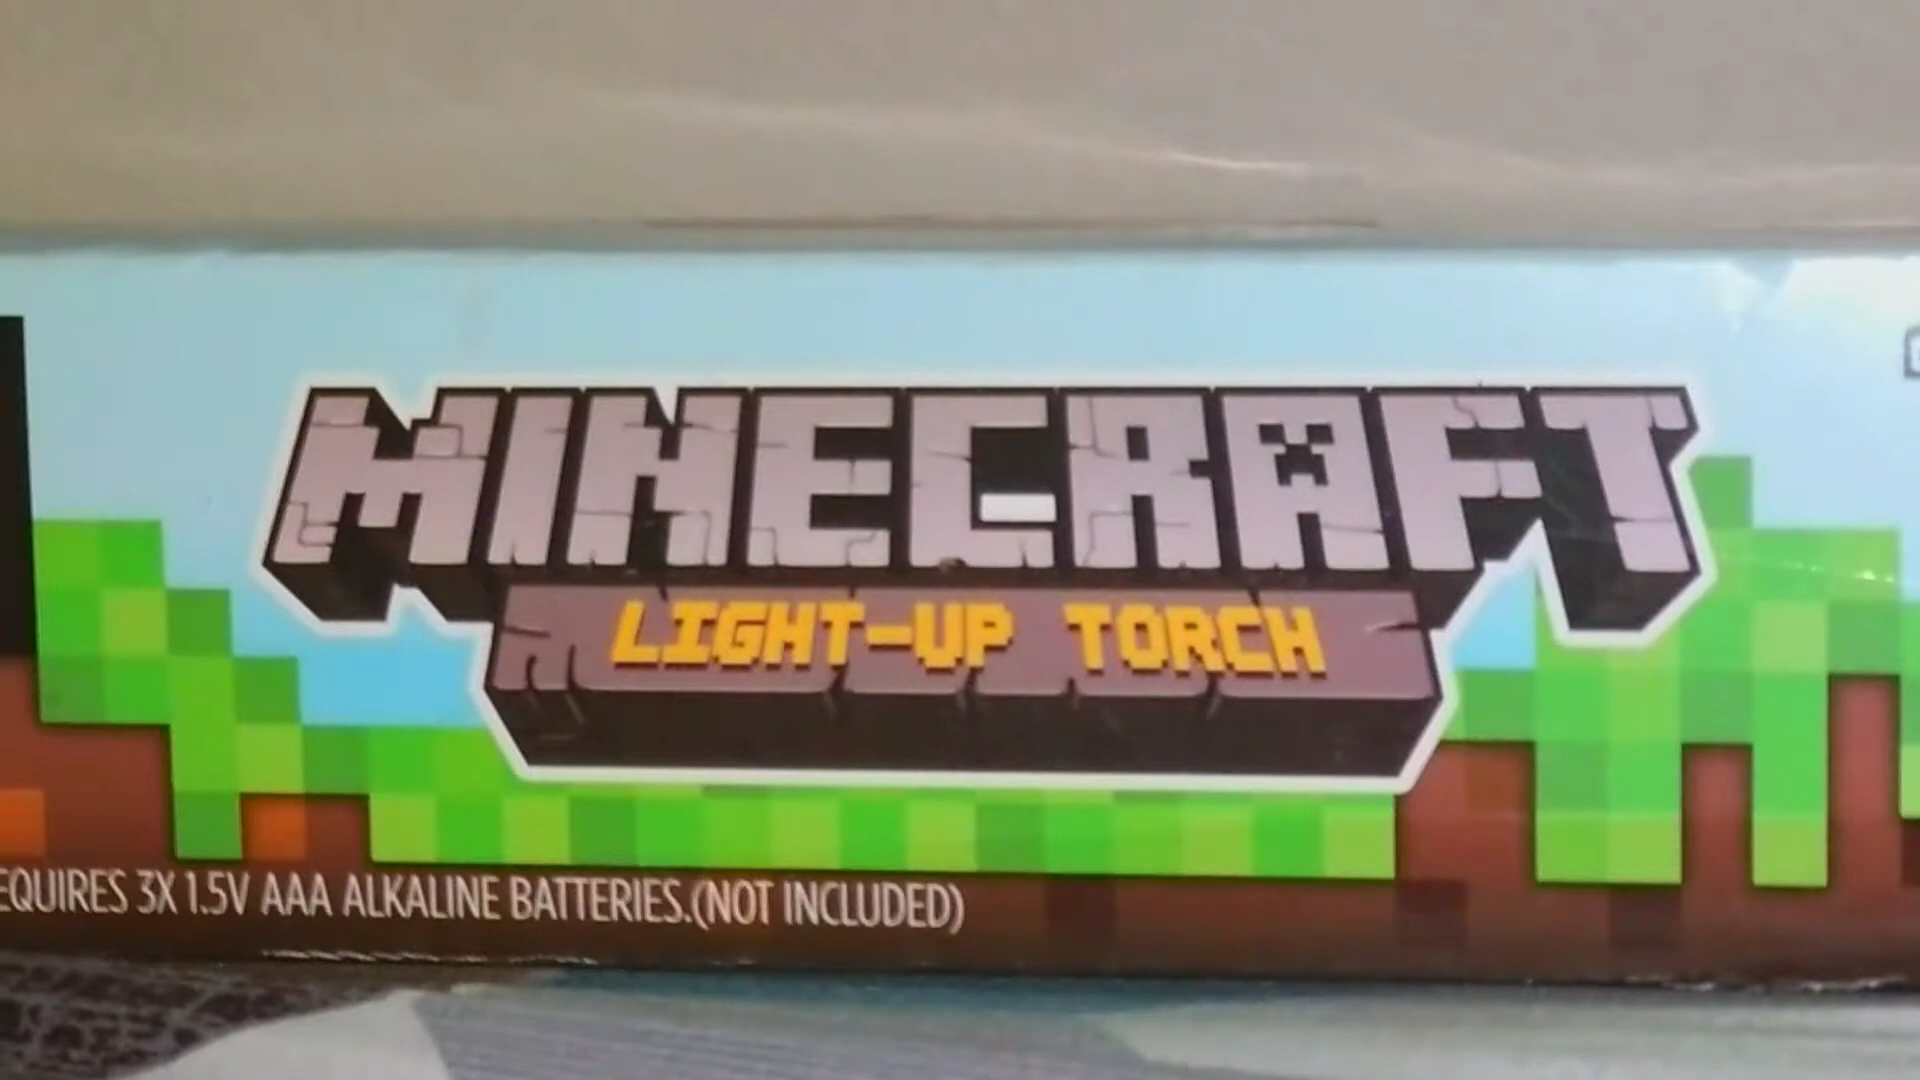 MINECRAFT
LIGHT-UP TORCH
EQUIRES 3X 1.5V AAA ALKALINE BATTERIES.(NOT INCLUDED)